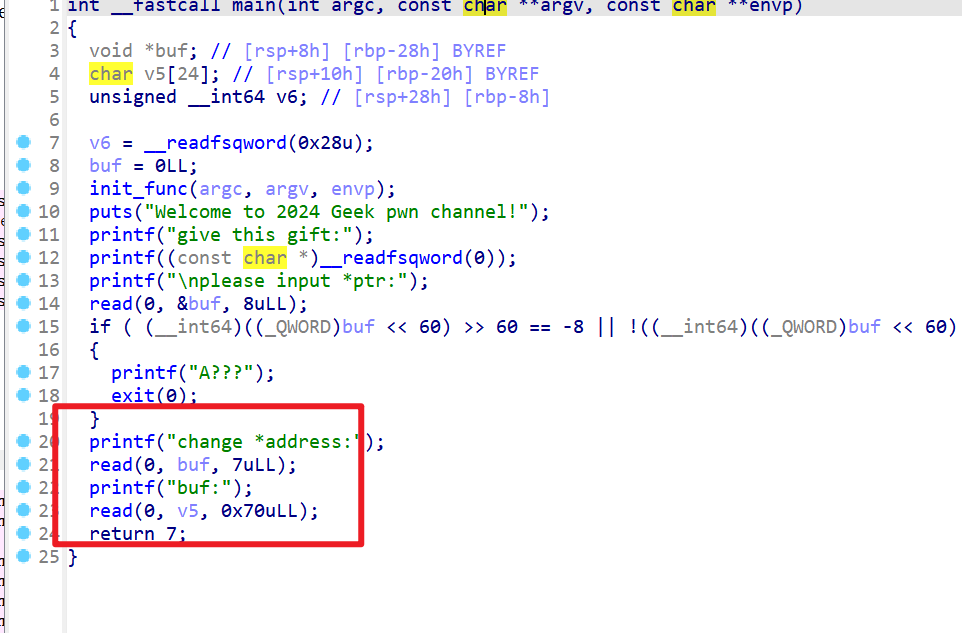 1 int __fastcall main(int argc, const char **argv, const char **envp)
2 {
3 void *buf; // [rsp+8h] [rbp-28h] BYREF
4 char v5[24]; // [rsp+10h] [rbp-20h] BYREF
5 unsigned __int64 v6; // [rsp+28h] [rbp-8h]
6
7 v6 = __readfsqword(0x28u);
8 buf = 0LL;
9 init_func(argc, argv, envp);
10 puts("Welcome to 2024 Geek pwn channel!");
11 printf("give this gift:");
12 printf((const char *)__readfsqword(0));
13 printf("\nplease input *ptr:");
14 read(0, &buf, 8uLL);
15 if ( (__int64)((_QWORD)buf << 60) >> 60 == -8 || !((__int64)((_QWORD)buf << 60)
16 {
17 printf("A???");
18 exit(0);
19 }
20 printf("change *address:");
21 read(0, buf, 7uLL);
22 printf("buf:");
23 read(0, v5, 0x70uLL);
24 return 7;
25 }